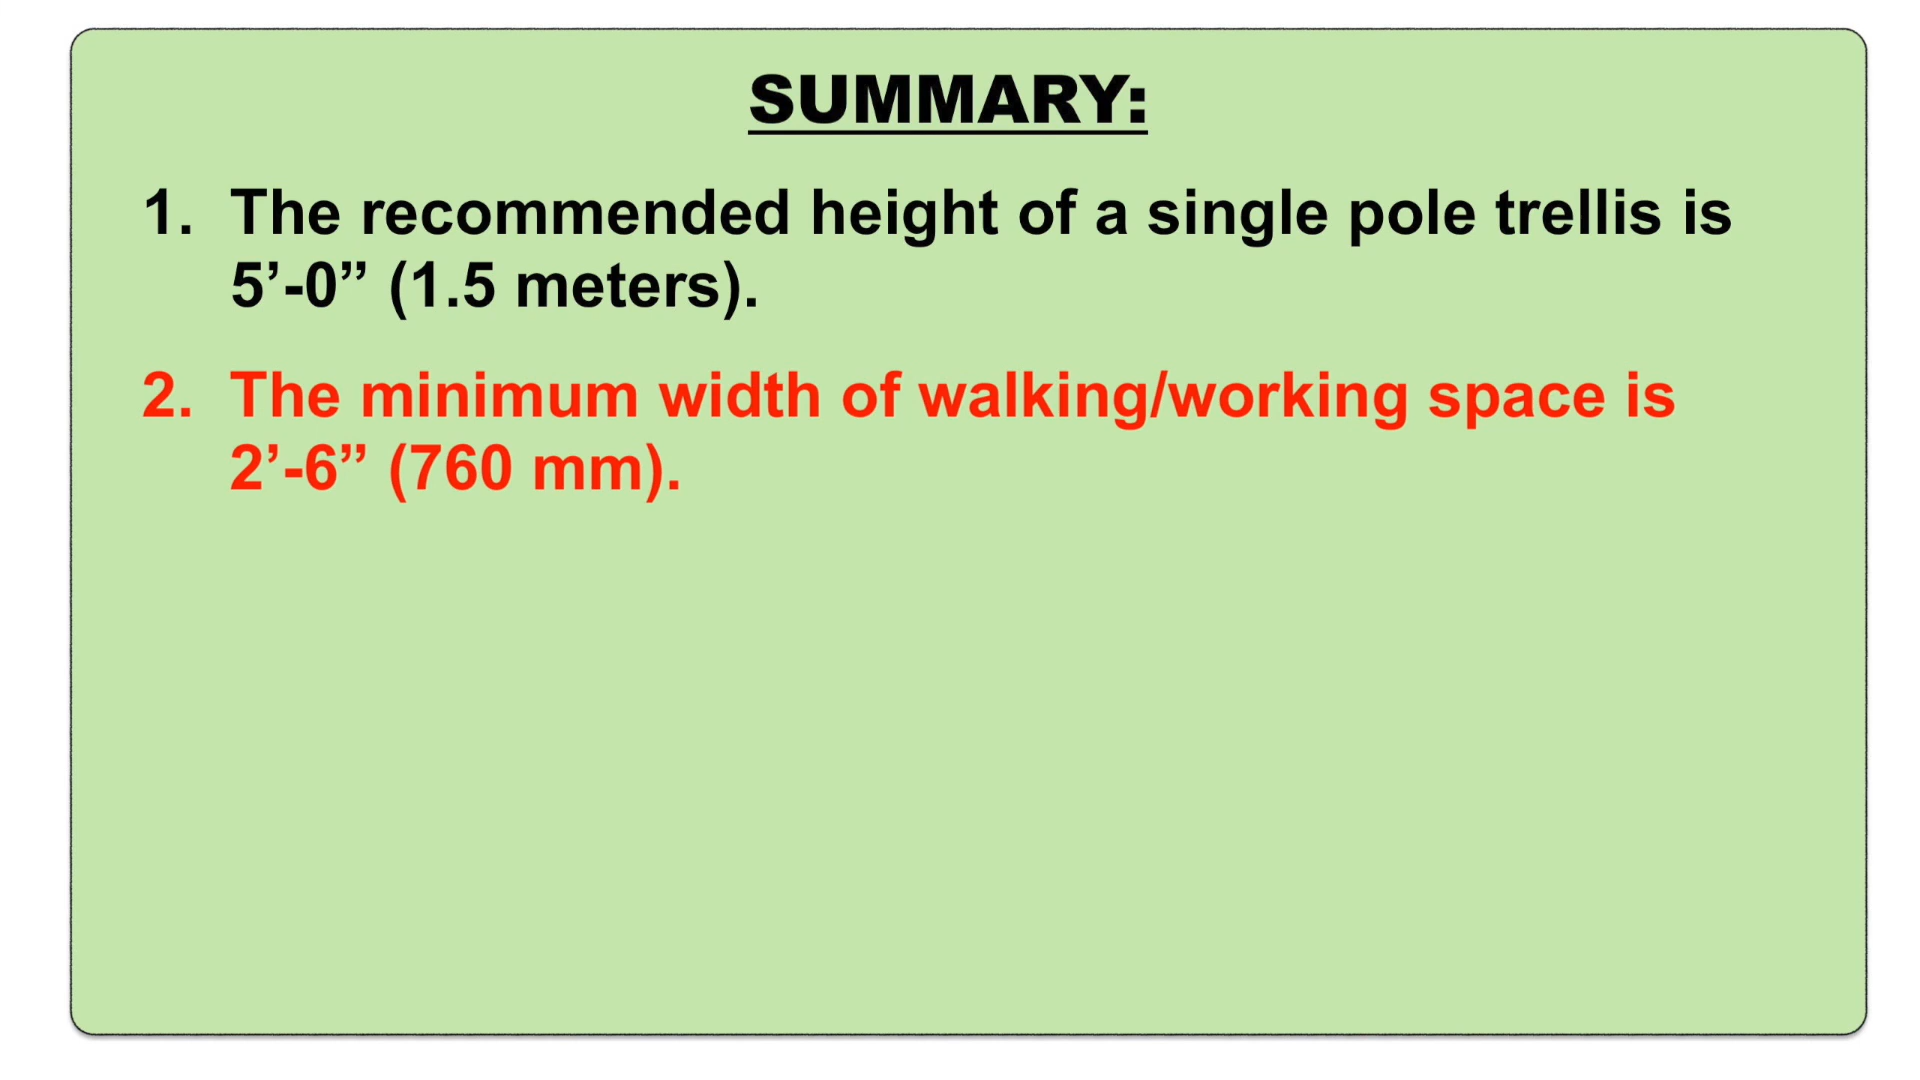 SUMMARY:
1. The recommended height of a single pole trellis is
5’-0” (1.5 meters).
2. The minimum width of walking/working space is
2’-6” (760 mm).